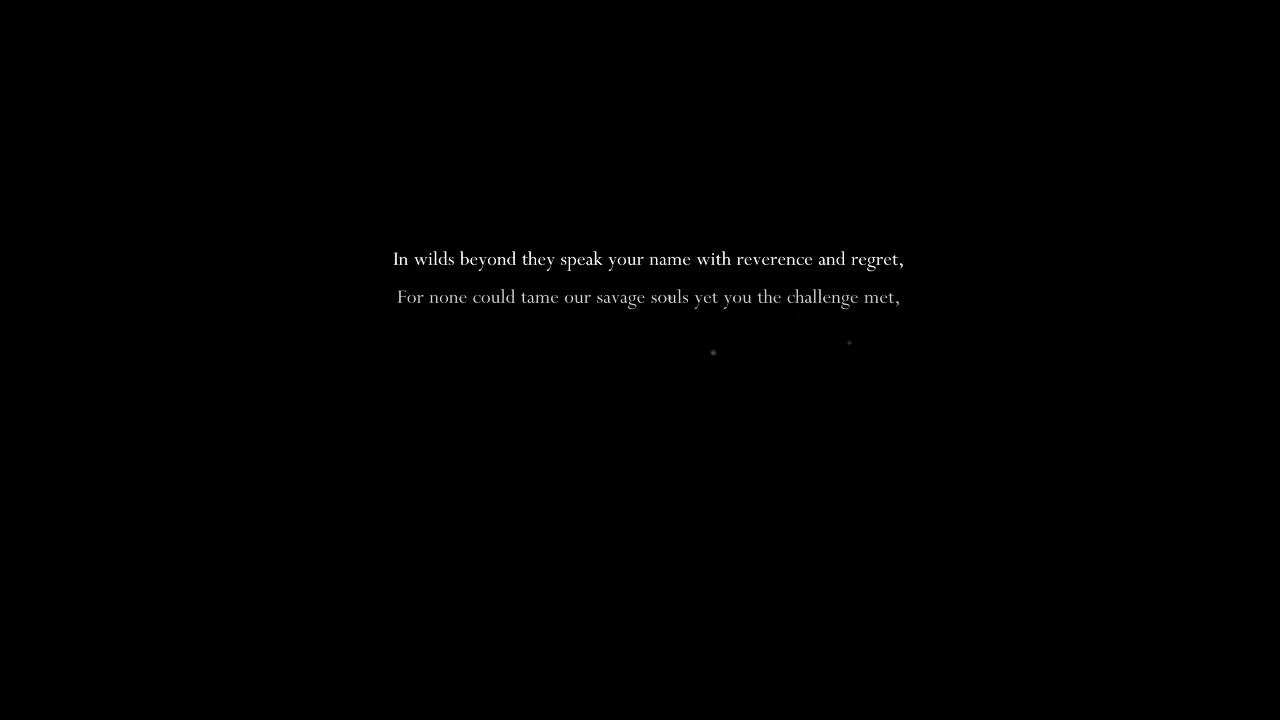 In wilds beyond they speak your name with reverence and regret,
For none could tame our savage souls yet you the challenge met,